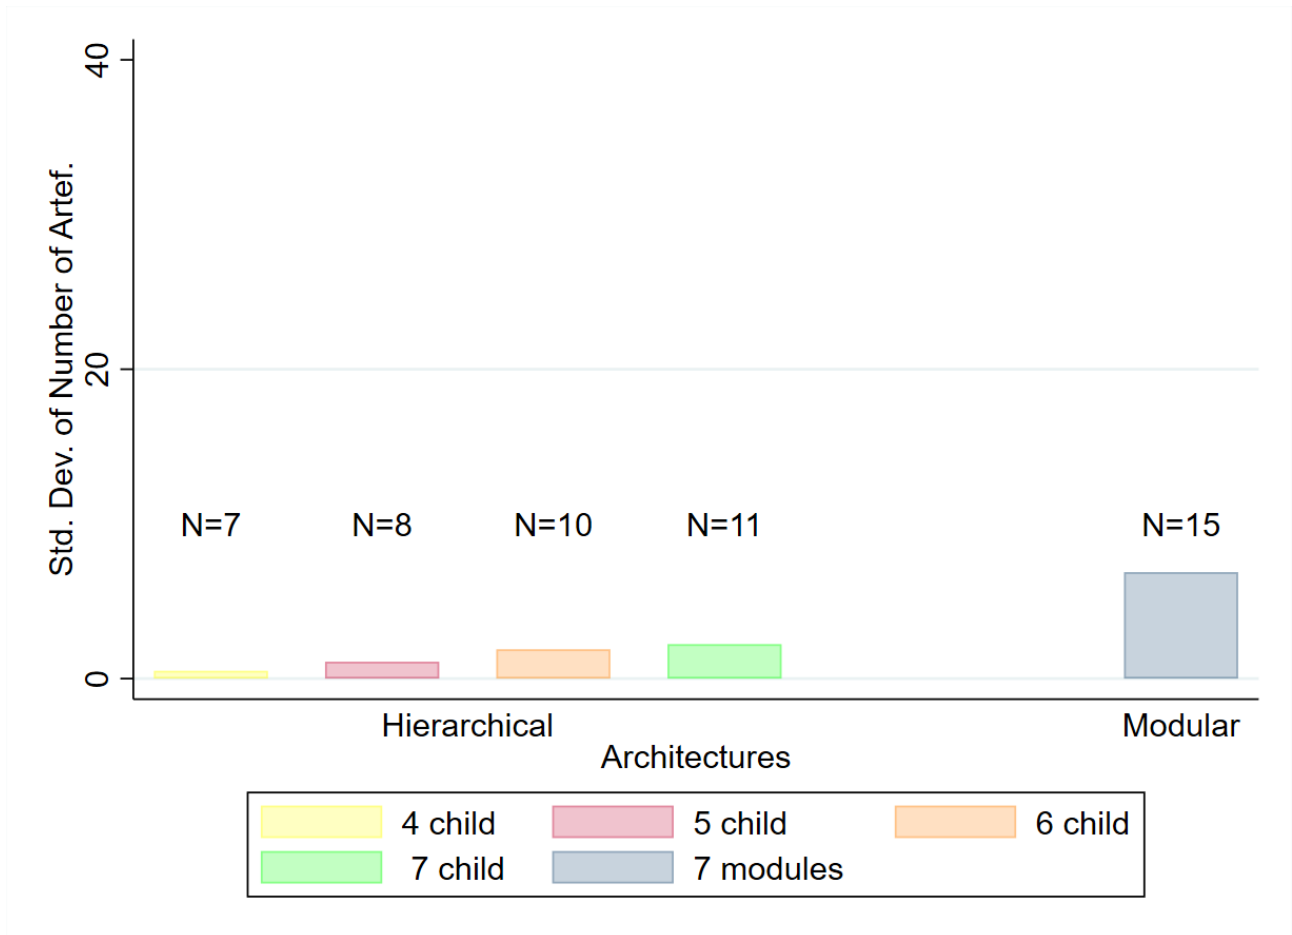 Std. Dev. of Number of Artef.
40
20
0
N=7 N=8 N=10 N=11 N=15
Hierarchical Modular
Architectures
4 child 5 child 6 child
7 child 7 modules